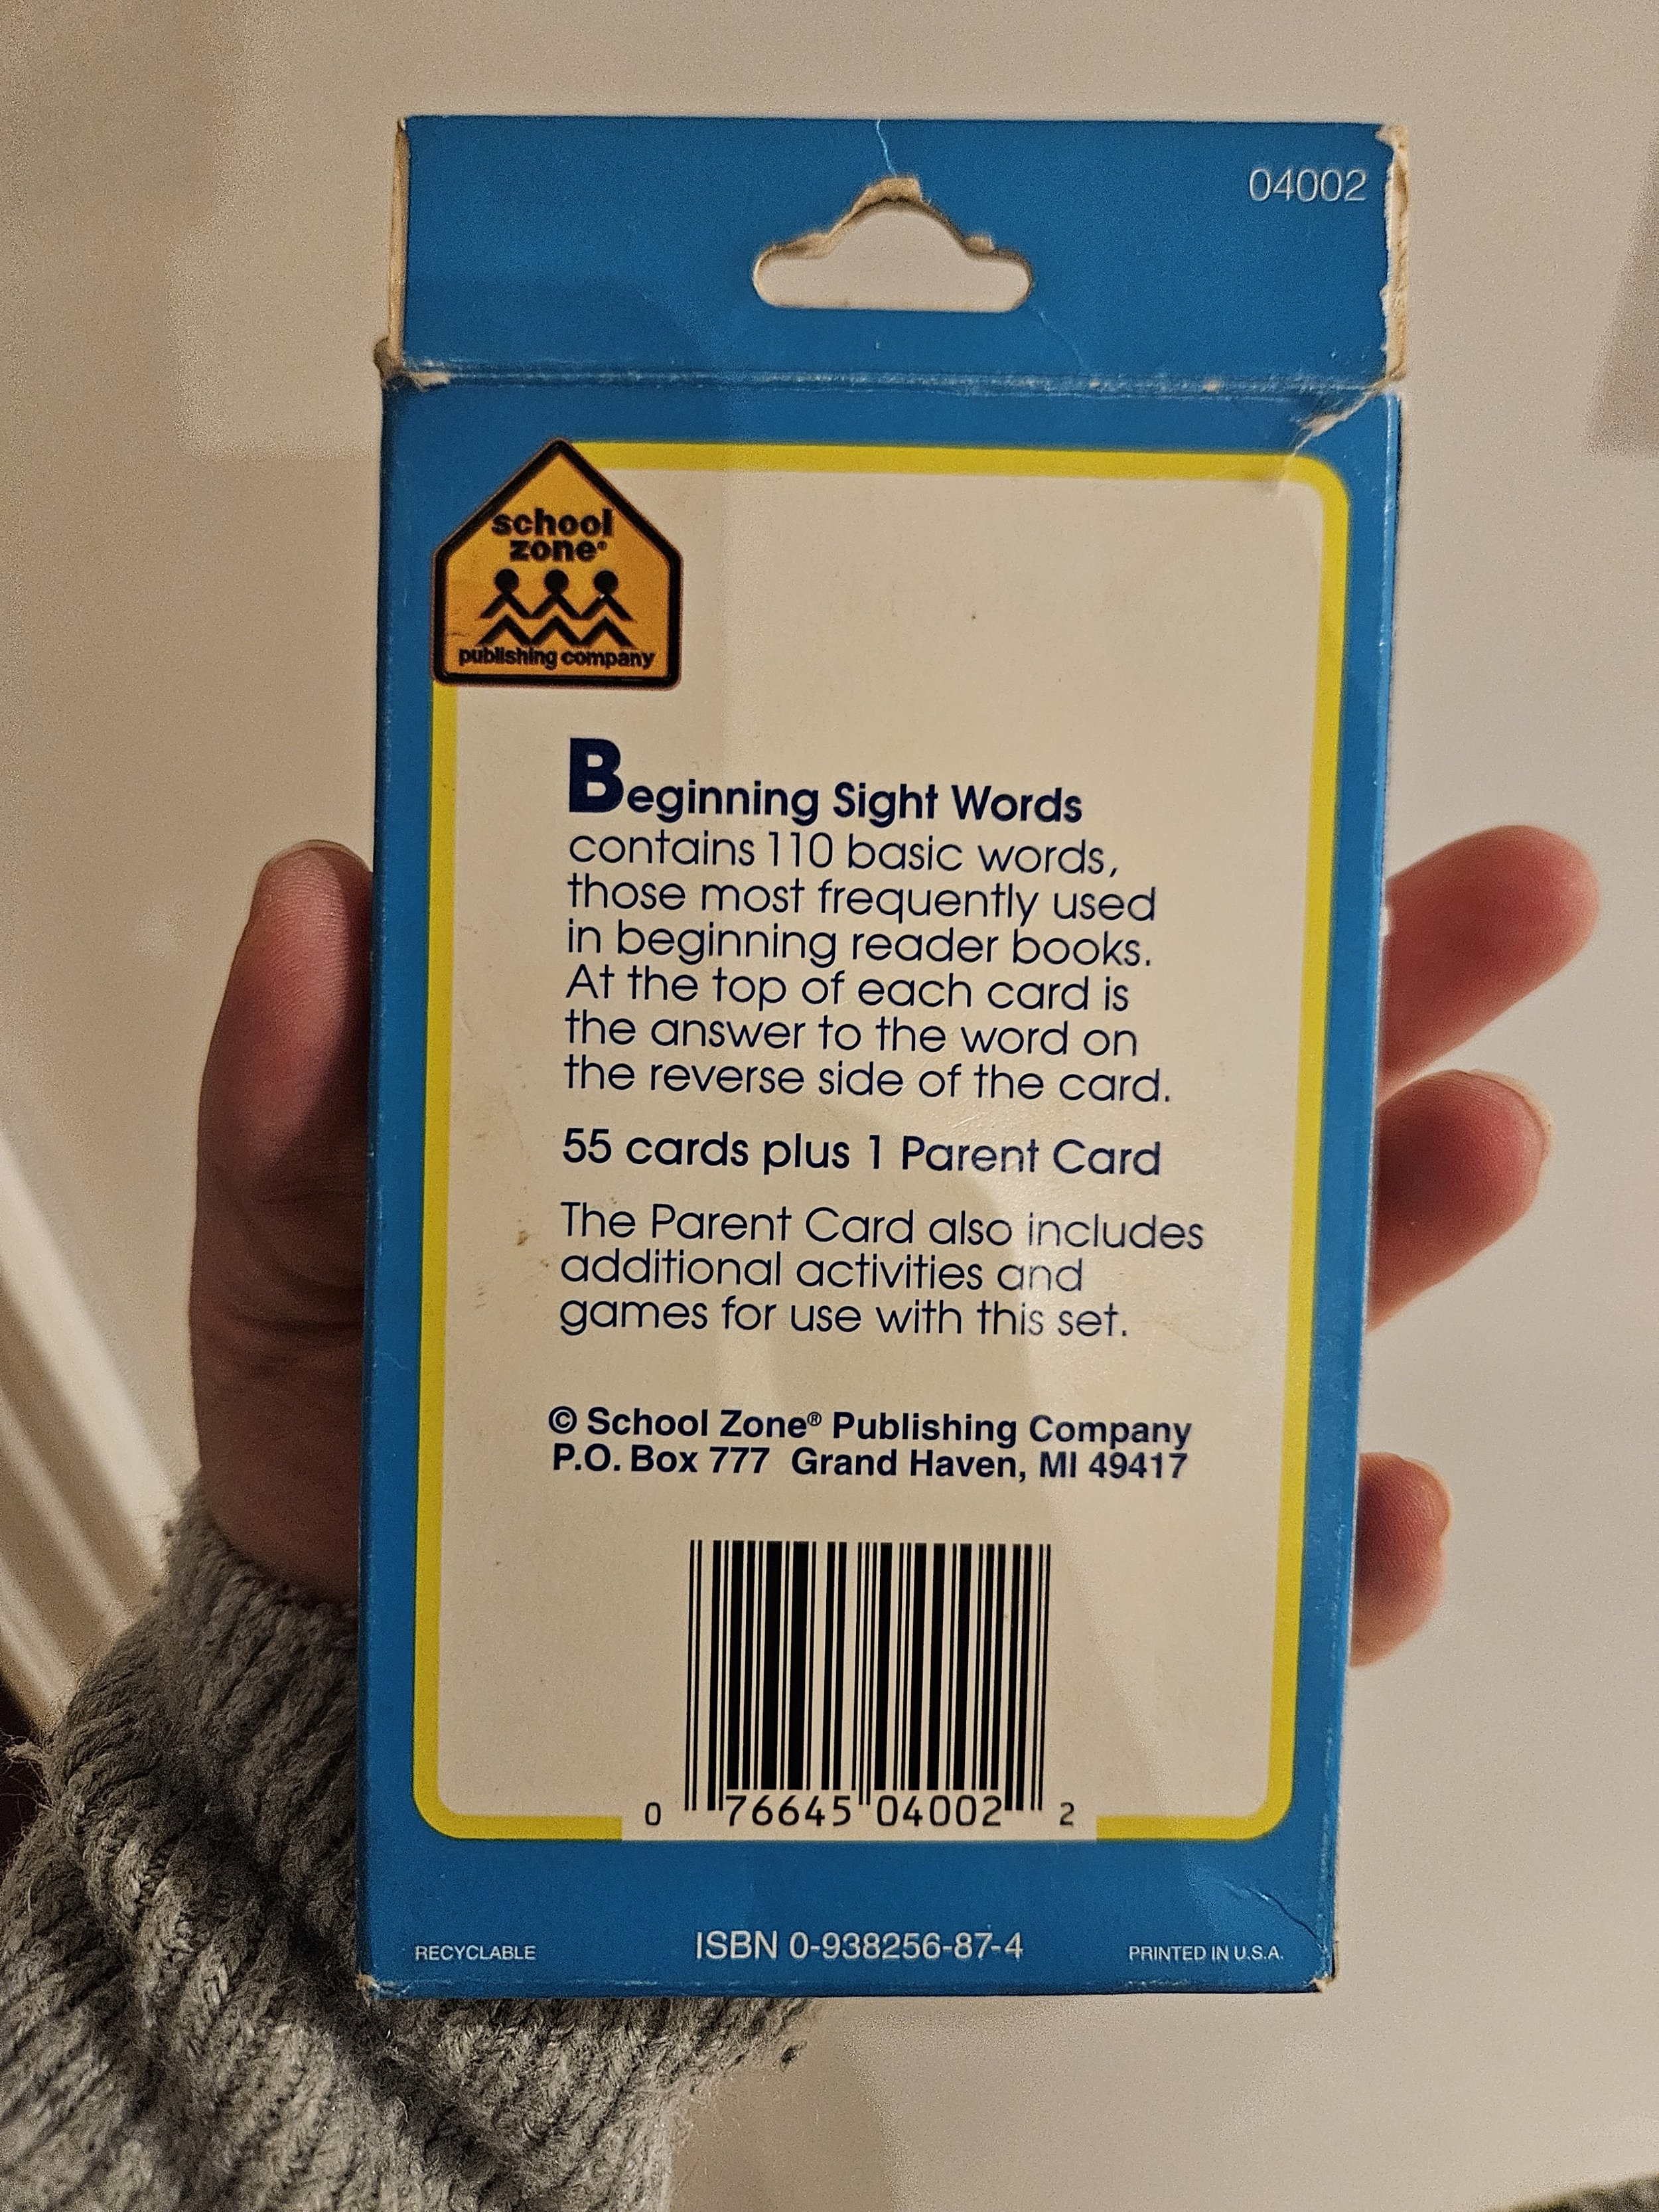 04002
school
zone®
publishing company
Beginning Sight Words
contains 110 basic words,
those most frequently used
in beginning reader books.
At the top of each card is
the answer to the word on
the reverse side of the card.
55 cards plus 1 Parent Card
The Parent Card also includes
additional activities and
games for use with this set.
© School Zone® Publishing Company
P.O. Box 777 Grand Haven, MI 49417
0 76645 04002 2
RECYCLABLE ISBN 0-938256-87-4 PRINTED IN U.S.A.